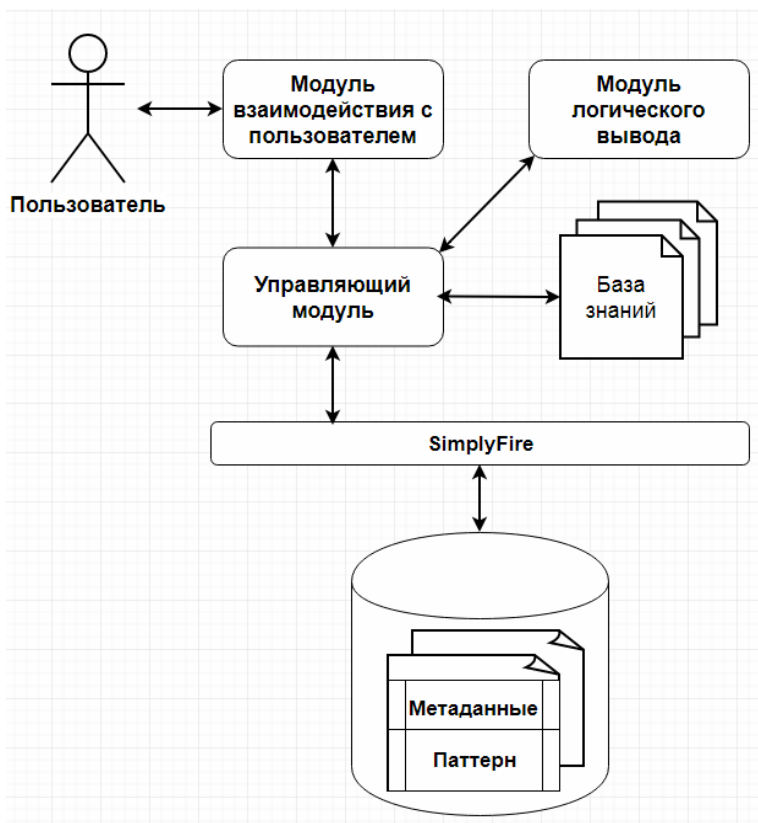 Модуль
взаимодействия с
пользователем
Модуль
логического
вывода
Пользователь
Управляющий
модуль
База
знаний
SimplyFire
Метаданные
Паттерн